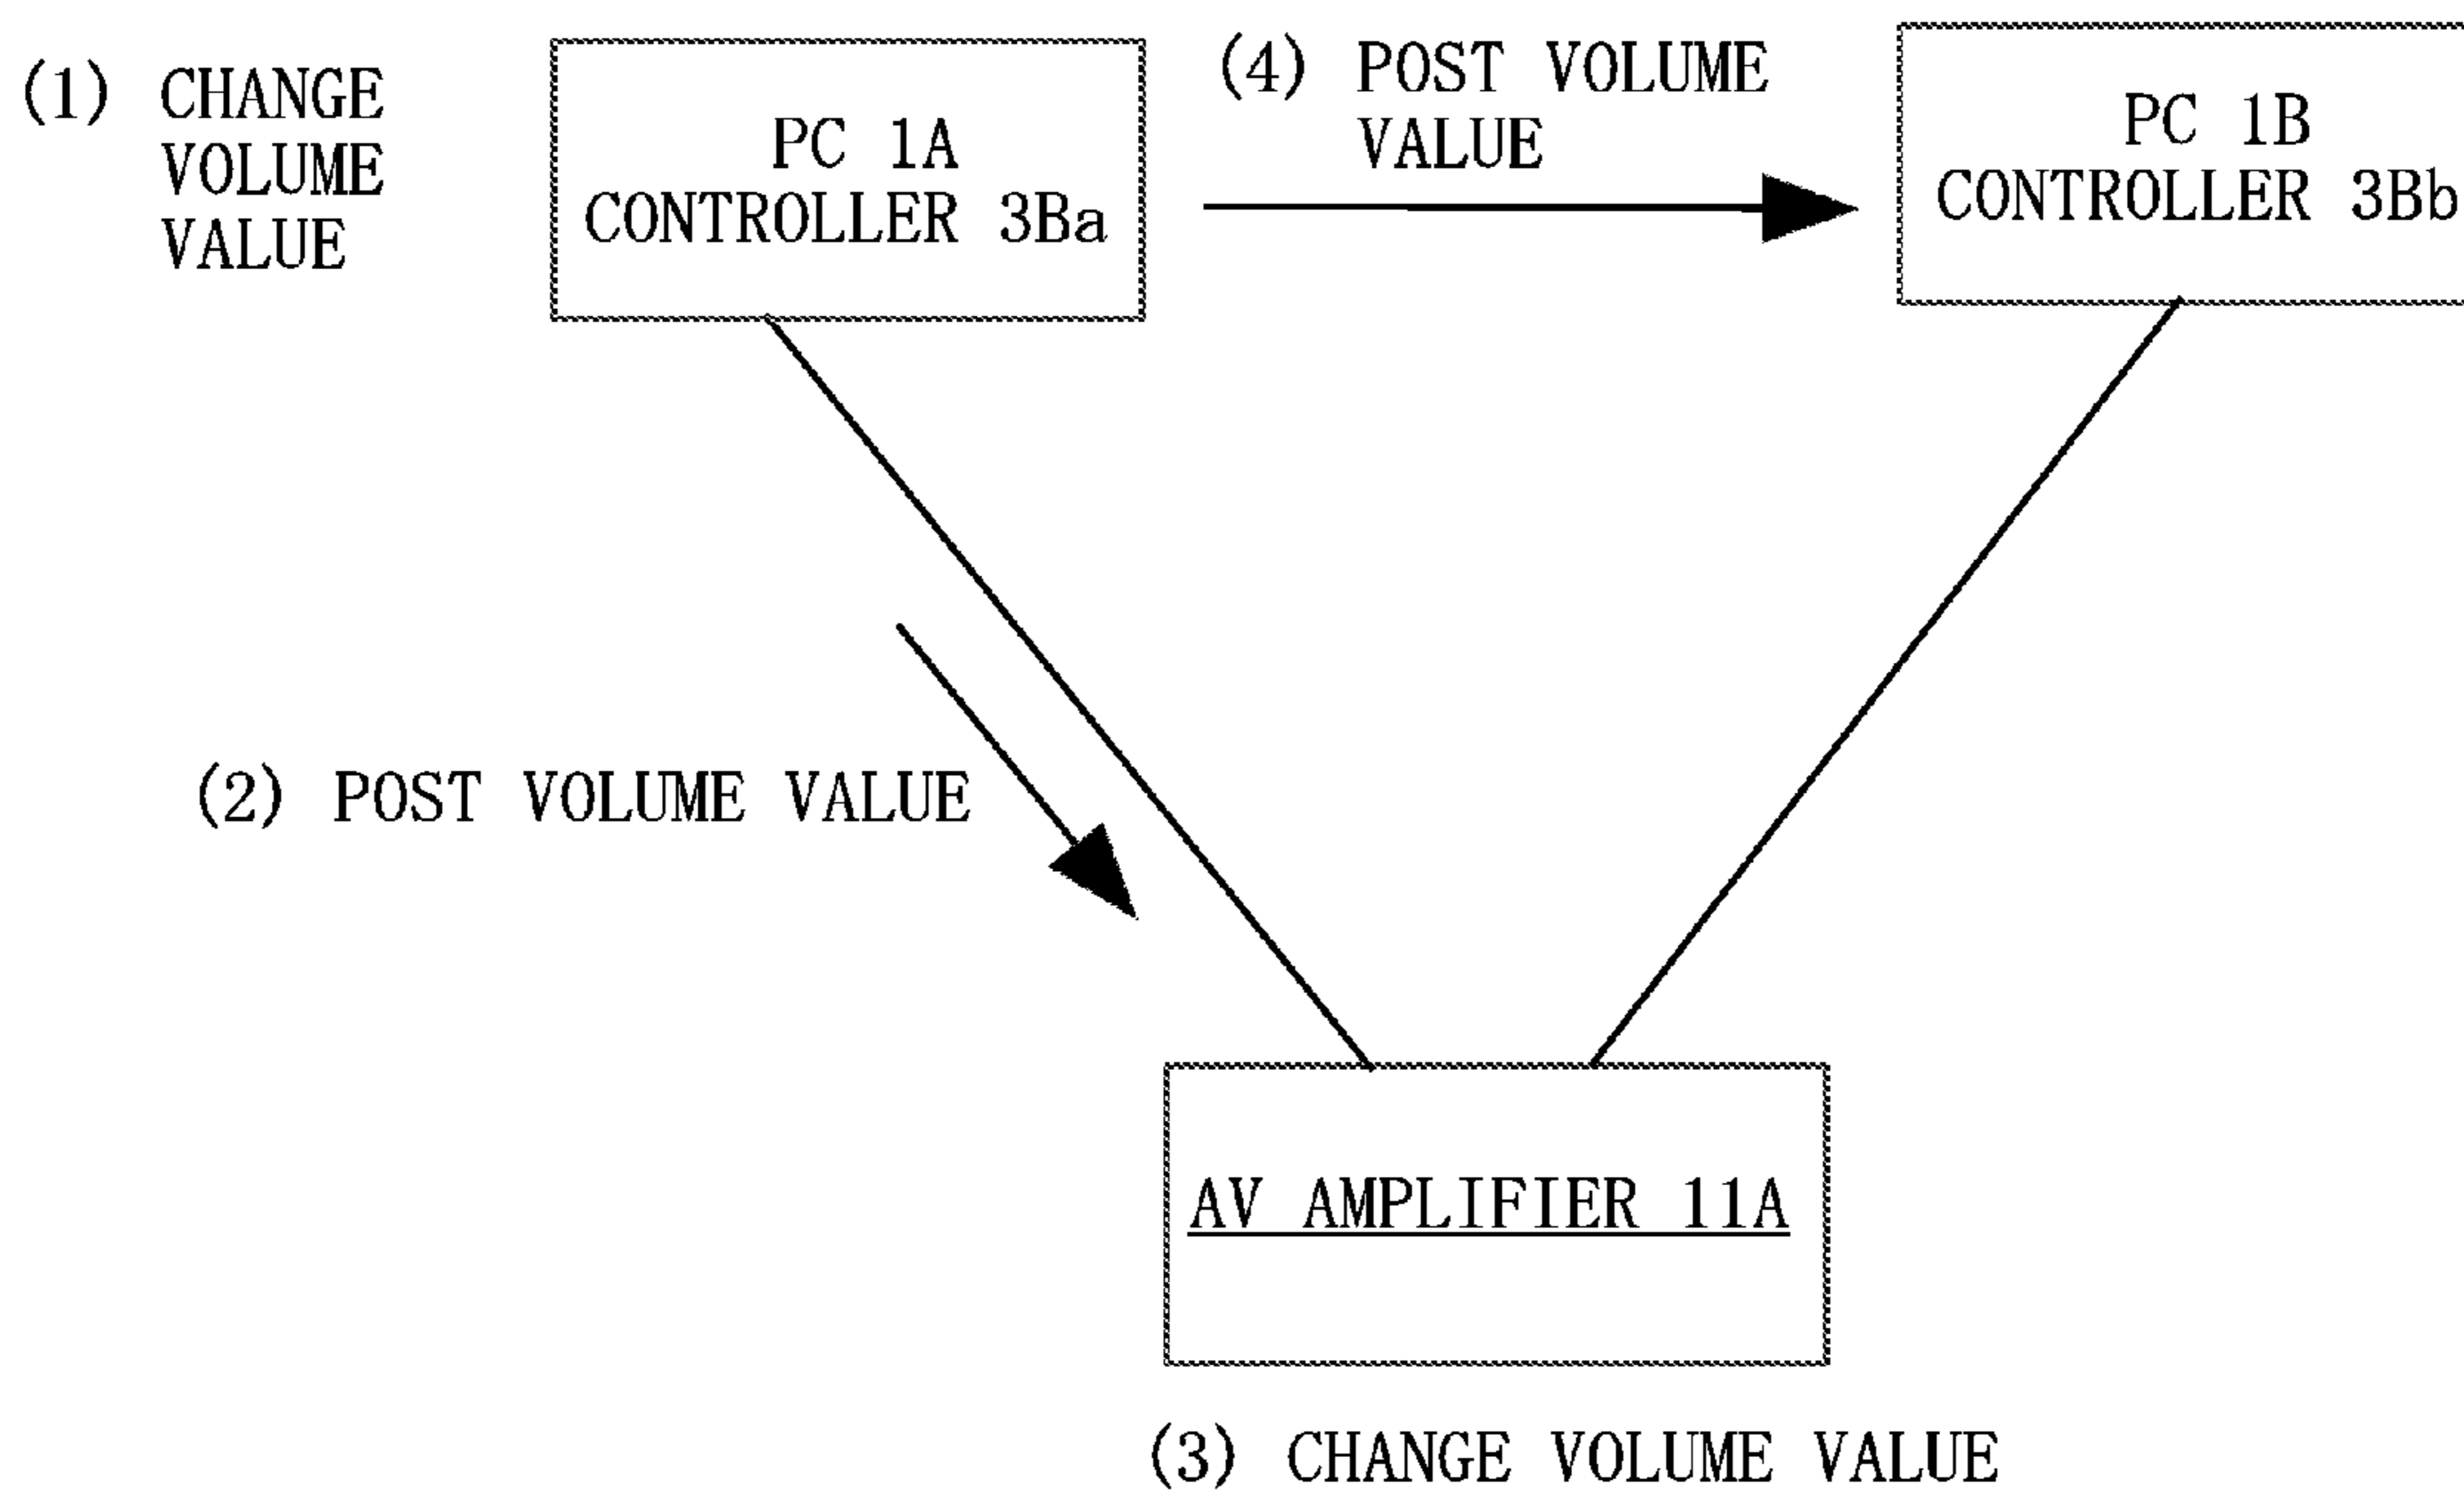 (1) CHANGE
VOLUME
VALUE
PC 1A
CONTROLLER 3Ba
(4) POST VOLUME
VALUE
PC 1B
CONTROLLER 3Bb
(2) POST VOLUME VALUE
AV AMPLIFIER 11A
(3) CHANGE VOLUME VALUE